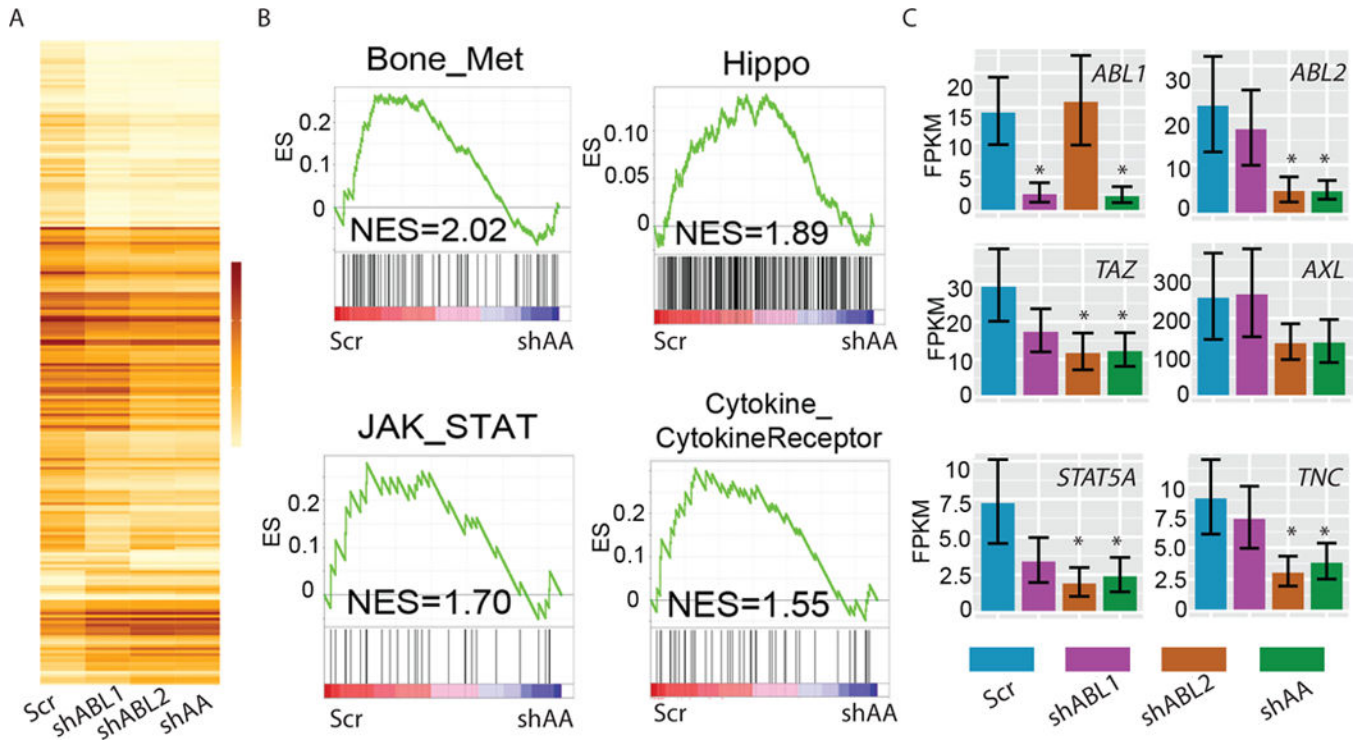 A
B
C
Scr
shABL1
shABL2
shAA
Bone_Met
ES
0.2
0.1
0
NES=2.02
Scr
shAA
Hippo
ES
0.10
0.05
0
NES=1.89
Scr
shAA
JAK_STAT
ES
0.2
0.1
0
NES=1.70
Scr
shAA
Cytokine_
CytokineReceptor
ES
0.2
0.1
0
NES=1.55
Scr
shAA
ABL1
FPKM
20
15
10
5
0
*
*
ABL2
30
20
10
0
*
*
TAZ
FPKM
30
20
10
0
*
*
AXL
300
200
100
0
STAT5A
FPKM
10
7.5
5.0
2.5
0
*
*
TNC
10
7.5
5.0
2.5
0
*
*
Scr
shABL1
shABL2
shAA